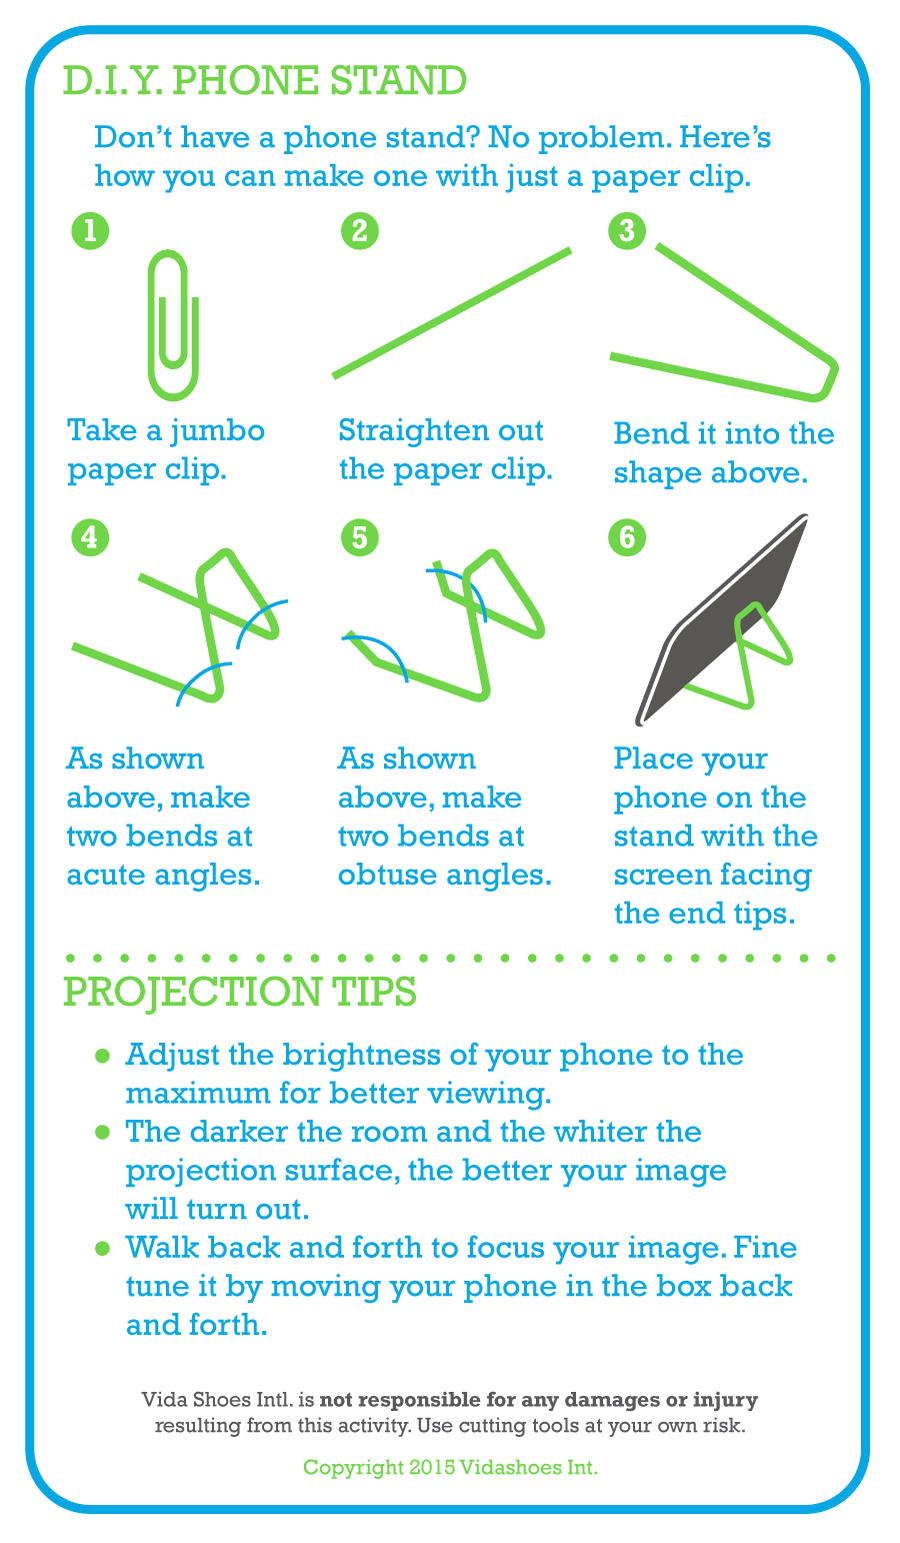 D.I.Y. PHONE STAND
Don't have a phone stand? No problem. Here's
how you can make one with just a paper clip.
1
Take a jumbo
paper clip.
2
Straighten out
the paper clip.
3
Bend it into the
shape above.
4
As shown
above, make
two bends at
acute angles.
5
As shown
above, make
two bends at
obtuse angles.
6
Place your
phone on the
stand with the
screen facing
the end tips.
PROJECTION TIPS
Adjust the brightness of your phone to the
maximum for better viewing.
The darker the room and the whiter the
projection surface, the better your image
will turn out.
Walk back and forth to focus your image. Fine
tune it by moving your phone in the box back
and forth.
Vida Shoes Intl. is not responsible for any damages or injury
resulting from this activity. Use cutting tools at your own risk.
Copyright 2015 Vidashoes Int.